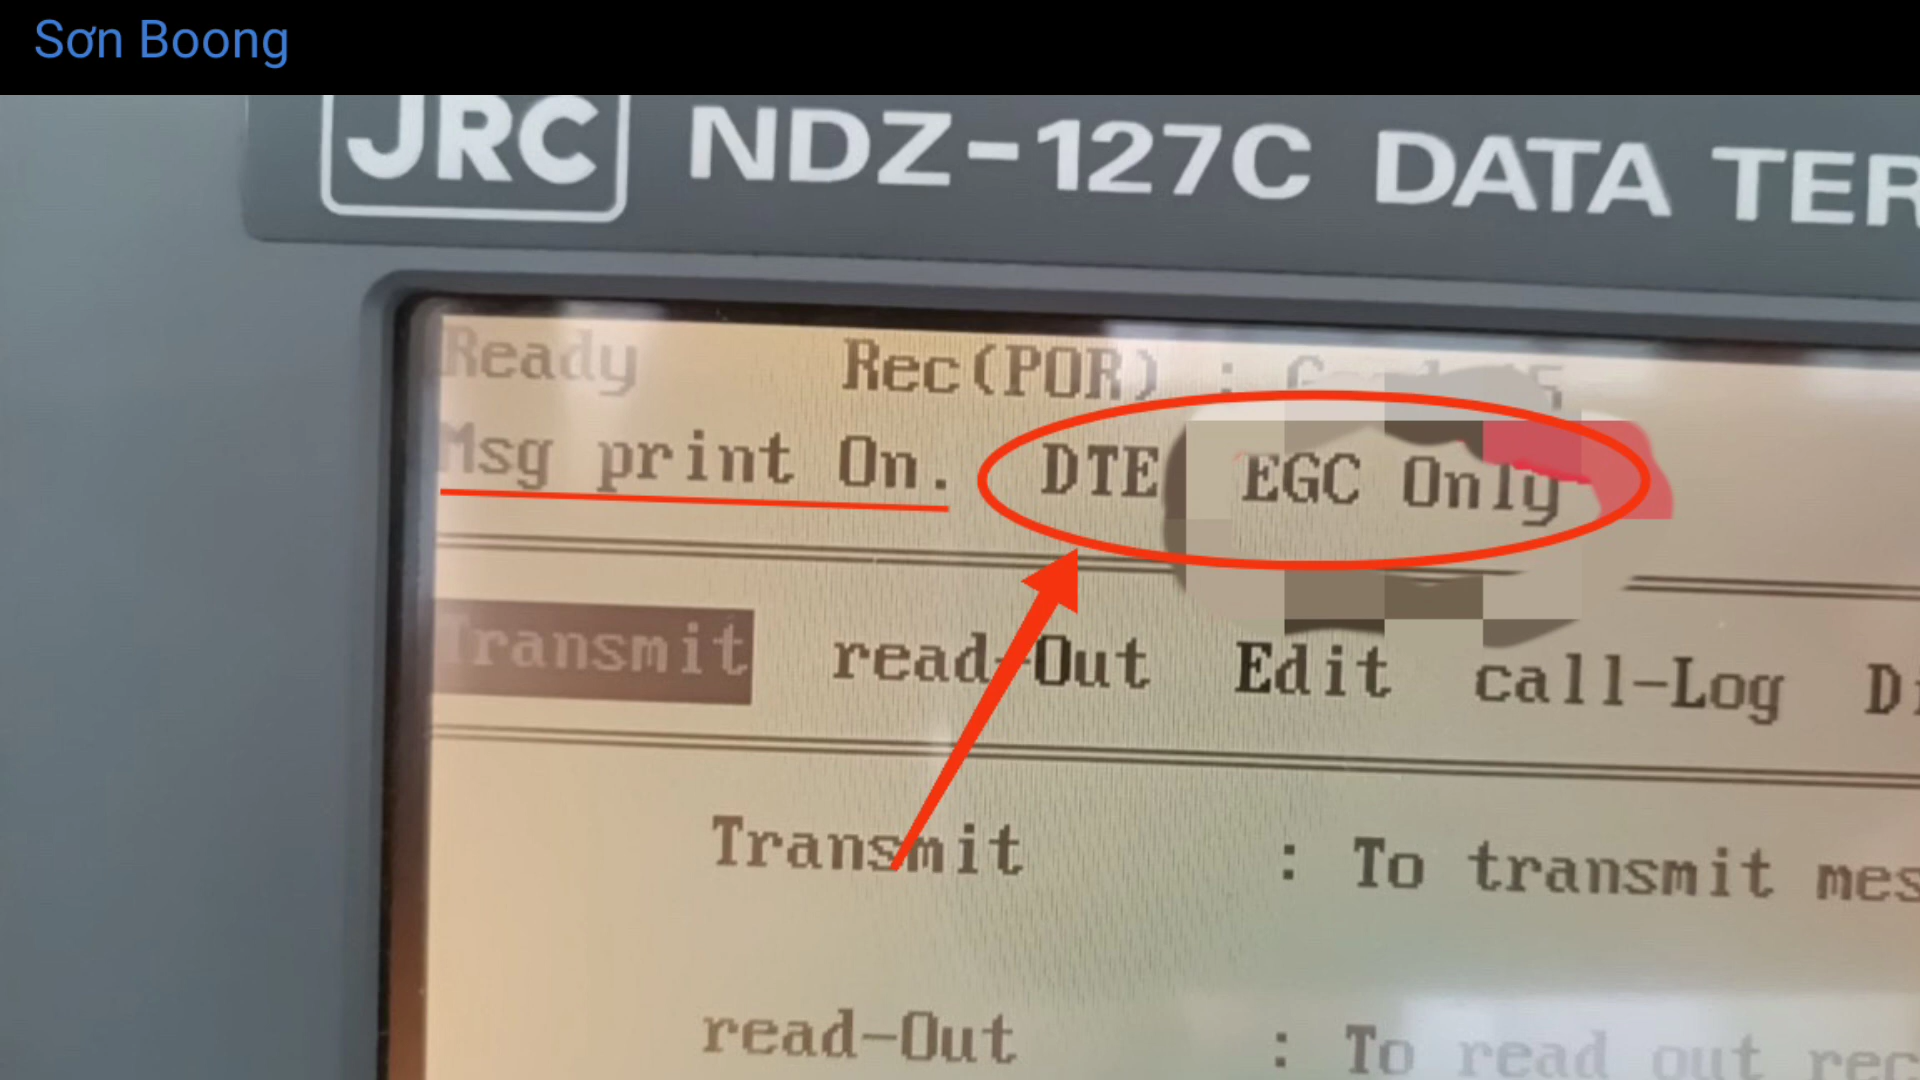 Sơn Boong
JRC NDZ-127C DATA TER
Ready Rec(POR) :
Msg print On. DTE EGC Only
Transmit read-Out Edit call-Log
Transmit : To transmit mes
read-Out : To read out rec